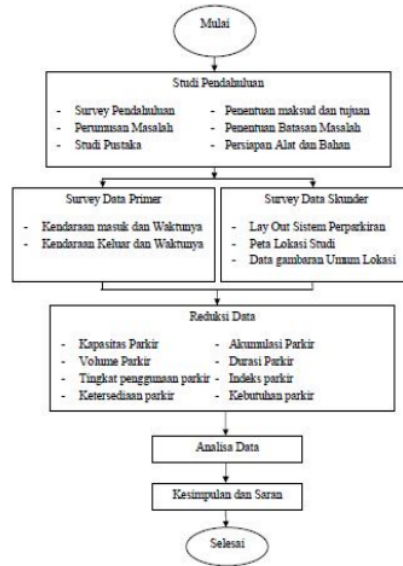 Mulai
Studi Pendahuluan
- Survey Pendahuluan
- Perumusan Masalah
- Studi Pustaka
- Penentuan maksud dan tujuan
- Penentuan Batasan Masalah
- Persiapan Alat dan Bahan
Survey Data Primer
- Kendaraan masuk dan Waktunya
- Kendaraan Keluar dan Waktunya
Survey Data Skunder
- Lay Out Sistem Perparkiran
- Peta Lokasi Studi
- Data gambaran Umum Lokasi
Reduksi Data
- Kapasitas Parkir
- Volume Parkir
- Tingkat penggunaan parkir
- Ketersediaan parkir
- Akumulasi Parkir
- Durasi Parkir
- Indeks parkir
- Kebutuhan parkir
Analisa Data
Kesimpulan dan Saran
Selesai